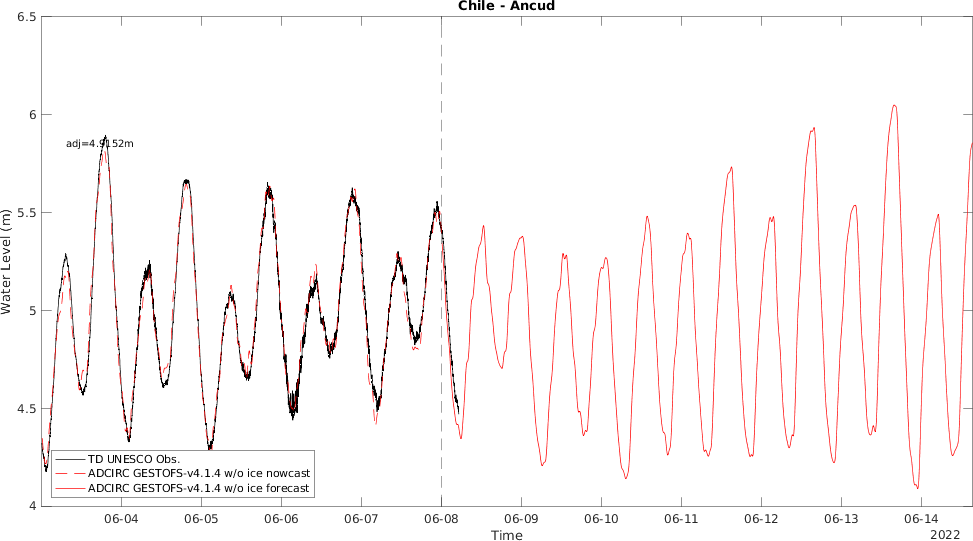 Chile - Ancud
6.5
6
5.5
5
4.5
4
Water Level (m)
adj=4.9152m
TD UNESCO Obs.
ADCIRC GESTOFS-v4.1.4 w/o ice nowcast
ADCIRC GESTOFS-v4.1.4 w/o ice forecast
06-04 06-05 06-06 06-07 06-08 06-09 06-10 06-11 06-12 06-13 06-14
Time
2022